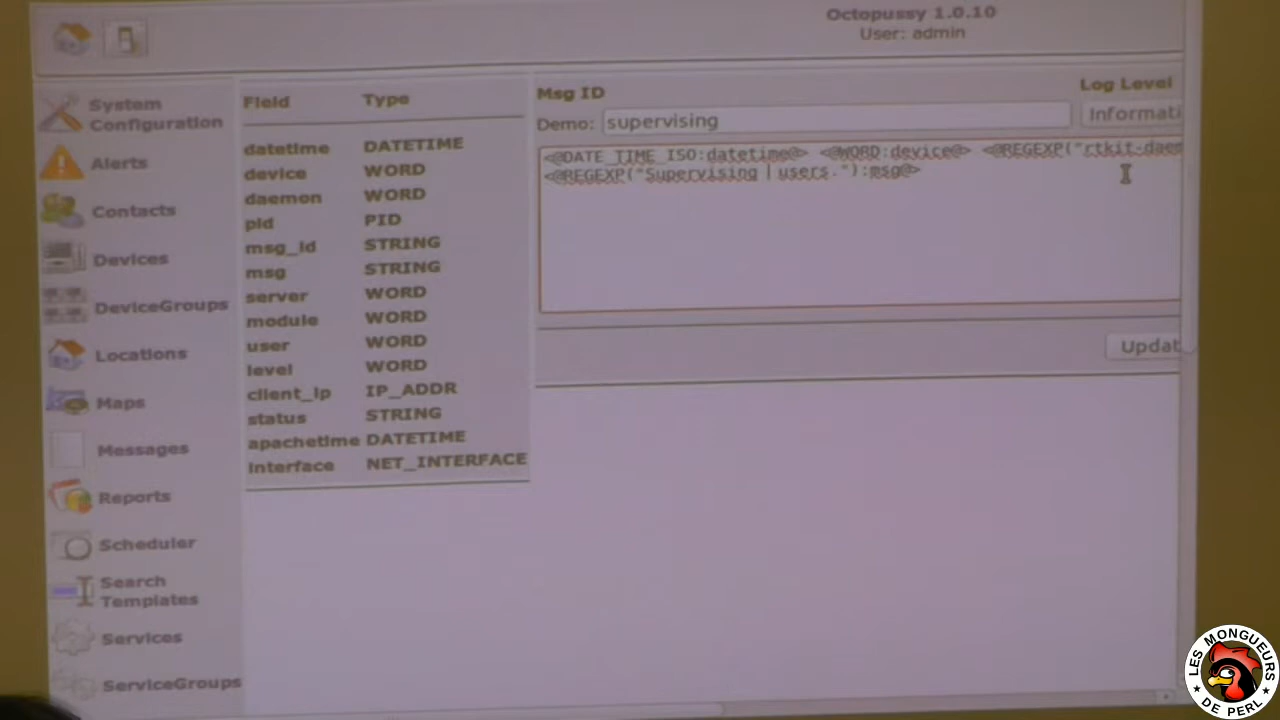 Octopussy 1.0.10
User: admin
System
Configuration
Alerts
Contacts
Devices
DeviceGroups
Locations
Maps
Messages
Reports
Scheduler
Search
Templates
Services
ServiceGroups
Field Type
datetime DATETIME
device WORD
daemon WORD
pid PID
msg_id STRING
msg STRING
server WORD
module WORD
user WORD
level WORD
client_ip IP_ADDR
status STRING
apachetime DATETIME
interface NET_INTERFACE
Msg ID Log Level
Demo: supervising Informati
<@DATE_TIME_ISO:datetime@> <@WORD:device@> <@REGEXP("rtkit-daem
<@REGEXP("Supervising users."):msg@>
Updat
LES MONGUEURS
DE PERL